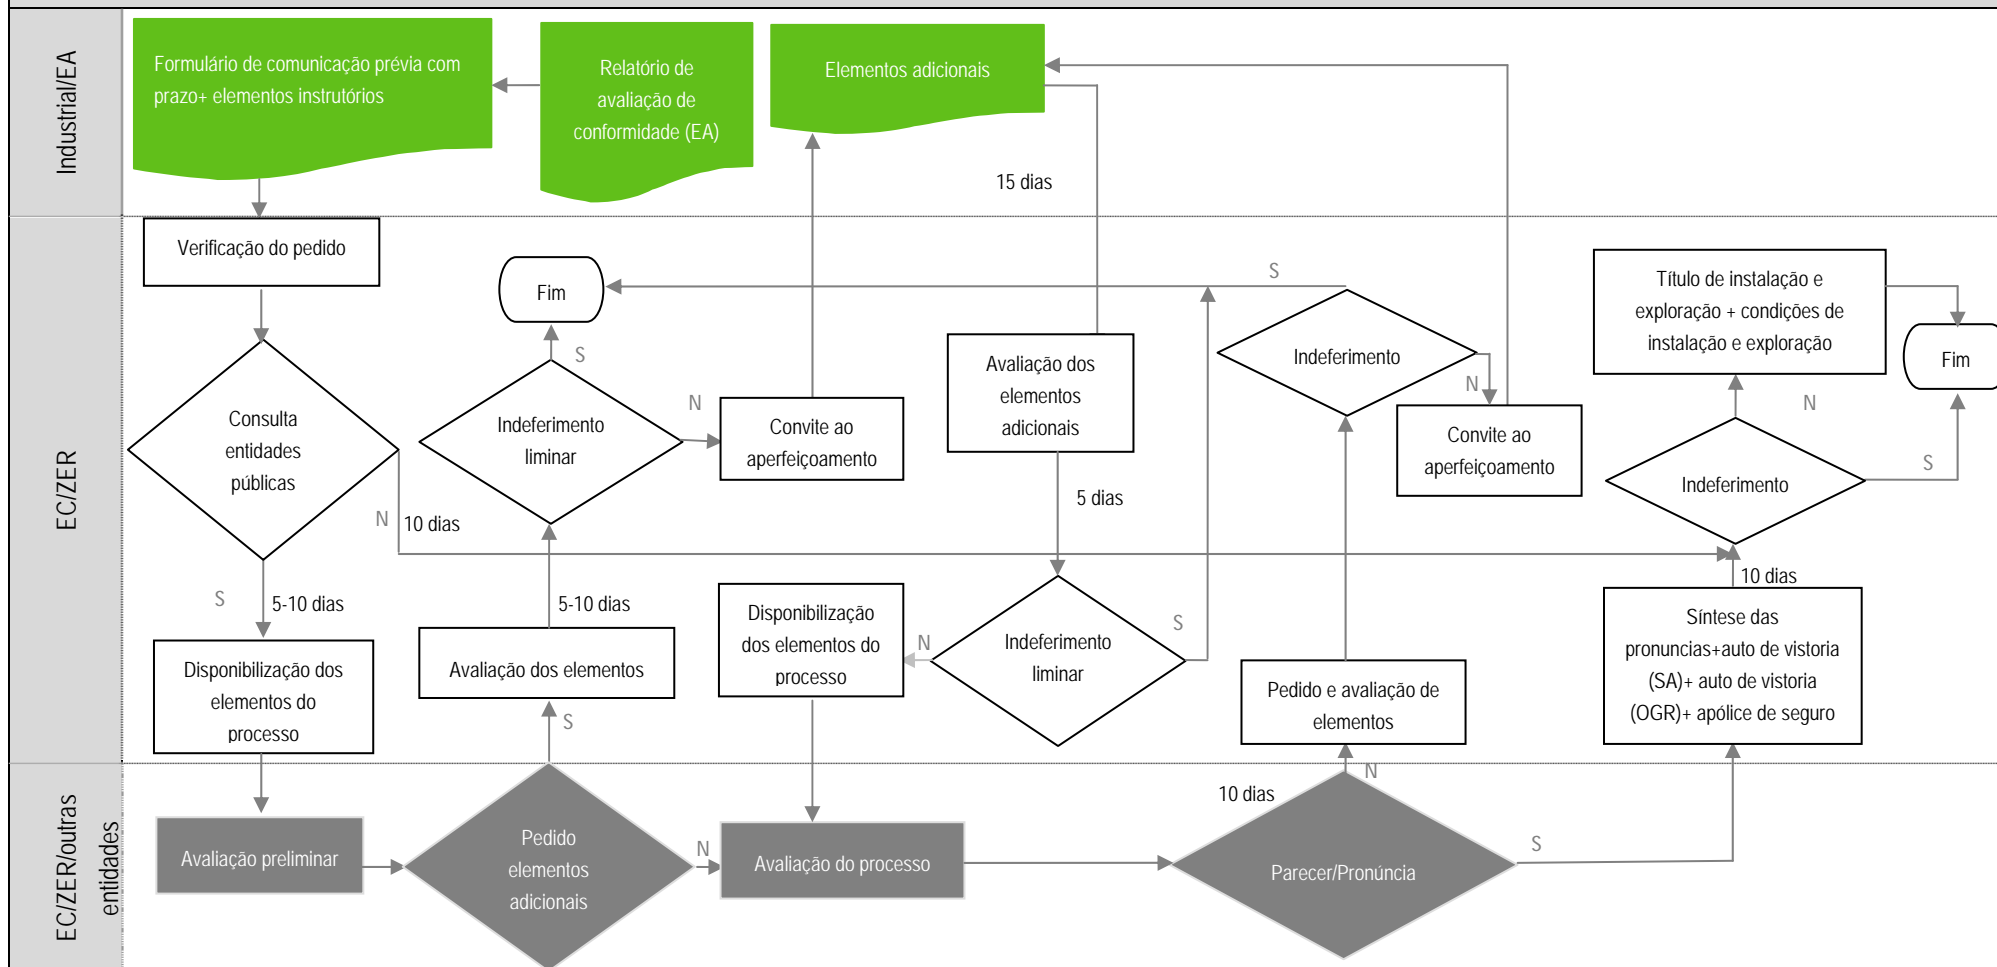 Industrial/EA
Formulário de comunicação prévia com
prazo+ elementos instrutórios
Relatório de
avaliação de
conformidade (EA)
Elementos adicionais
15 dias
EC/ZER
Verificação do pedido
Consulta
entidades
públicas
N
10 dias
S
5-10 dias
Disponibilização dos
elementos do
processo
Fim
S
Indeferimento
liminar
N
Convite ao
aperfeiçoamento
5-10 dias
Avaliação dos elementos
S
Avaliação dos
elementos
adicionais
5 dias
Disponibilização
dos elementos do
processo
N
Indeferimento
liminar
S
S
Indeferimento
N
Convite ao
aperfeiçoamento
Pedido e avaliação de
elementos
Título de instalação e
exploração + condições de
instalação e exploração
Fim
N
Indeferimento
S
10 dias
Síntese das
pronuncias+auto de vistoria
(SA)+ auto de vistoria
(OGR)+ apólice de seguro
EC/ZER/outras
entidades
Avaliação preliminar
Pedido
elementos
adicionais
N
Avaliação do processo
10 dias
N
Parecer/Pronúncia
S